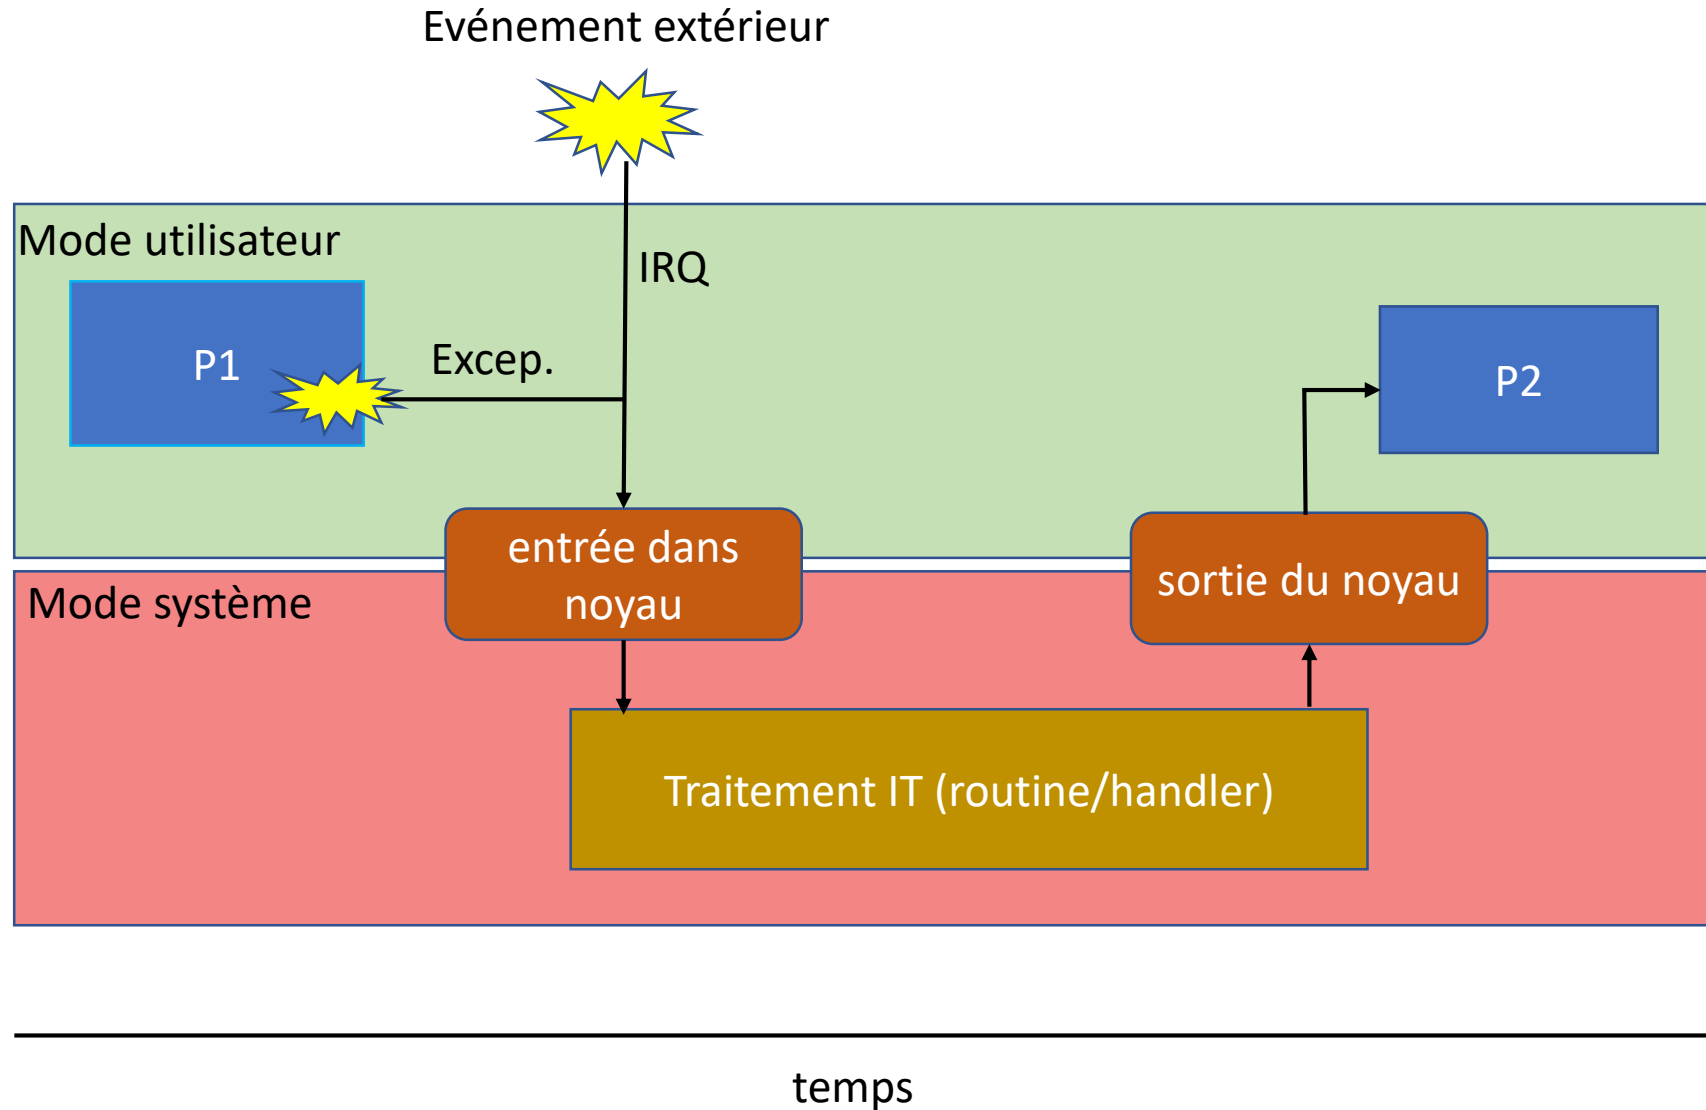 Evénement extérieur
Mode utilisateur
IRQ
P1
Excep.
P2
entrée dans
noyau
sortie du noyau
Mode système
Traitement IT (routine/handler)
temps